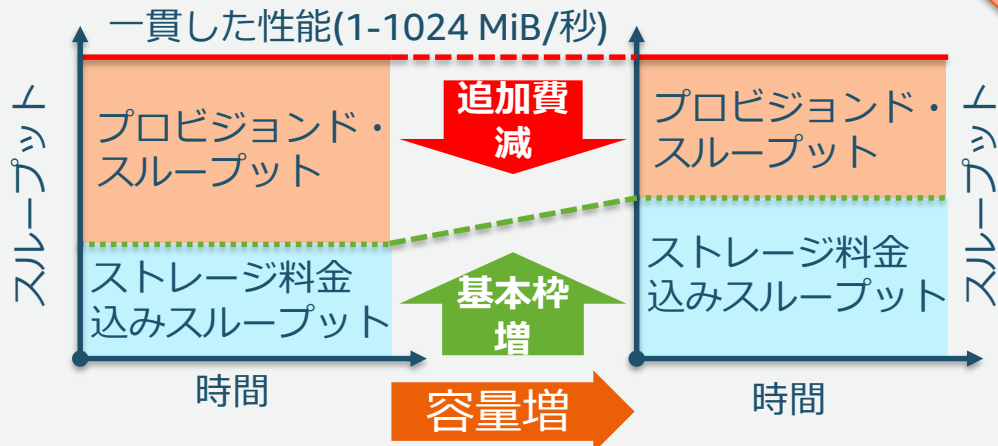 一貫した性能(1-1024 MiB/秒)
スループット
プロビジョンド・
スループット
ストレージ料金
込みスループット
時間
追加費
減
基本枠
増
容量増
プロビジョンド・
スループット
ストレージ料金
込みスループット
時間
スループット